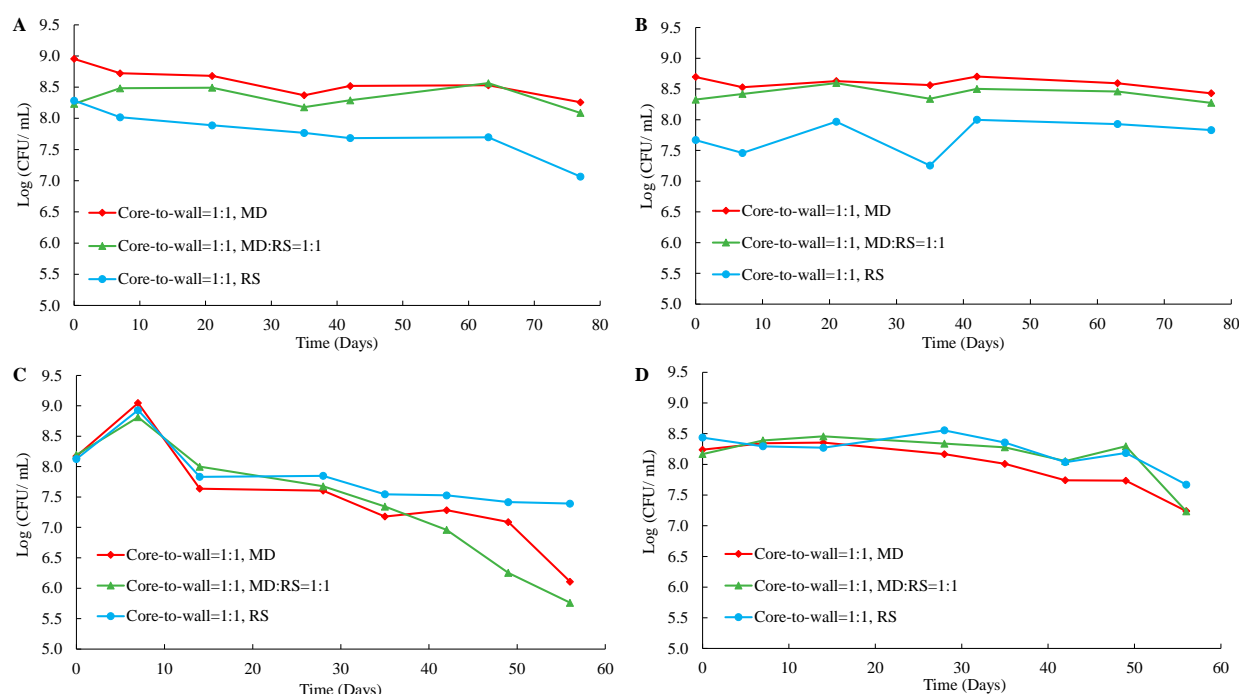 A
9.5
9.0
8.5
8.0
7.5
7.0
6.5
6.0
5.5
5.0
Log (CFU/ mL)
Core-to-wall=1:1, MD
Core-to-wall=1:1, MD:RS=1:1
Core-to-wall=1:1, RS
0 10 20 30 40 50 60 70 80
Time (Days)
B
9.5
9.0
8.5
8.0
7.5
7.0
6.5
6.0
5.5
5.0
Log (CFU/ mL)
Core-to-wall=1:1, MD
Core-to-wall=1:1, MD:RS=1:1
Core-to-wall=1:1, RS
0 10 20 30 40 50 60 70 80
Time (Days)
C
9.5
9.0
8.5
8.0
7.5
7.0
6.5
6.0
5.5
5.0
Log (CFU/ mL)
Core-to-wall=1:1, MD
Core-to-wall=1:1, MD:RS=1:1
Core-to-wall=1:1, RS
0 10 20 30 40 50 60
Time (Days)
D
9.5
9.0
8.5
8.0
7.5
7.0
6.5
6.0
5.5
5.0
Log (CFU/ mL)
Core-to-wall=1:1, MD
Core-to-wall=1:1, MD:RS=1:1
Core-to-wall=1:1, RS
0 10 20 30 40 50 60
Time (Days)